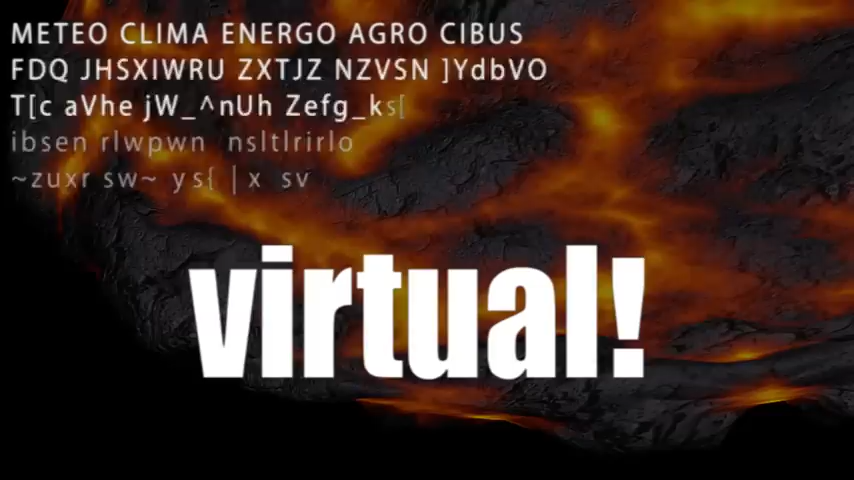 METEO CLIMA ENERGO AGRO CIBUS
FDQ JHSXIWRU ZXTJZ NZVSN ]YdbVO
T[c aVhe jW_^nUh Zefg_ks[
ibsen rlwpwn nsltlrirlo
~zuxr sw~ ys{ |x sv
virtual!